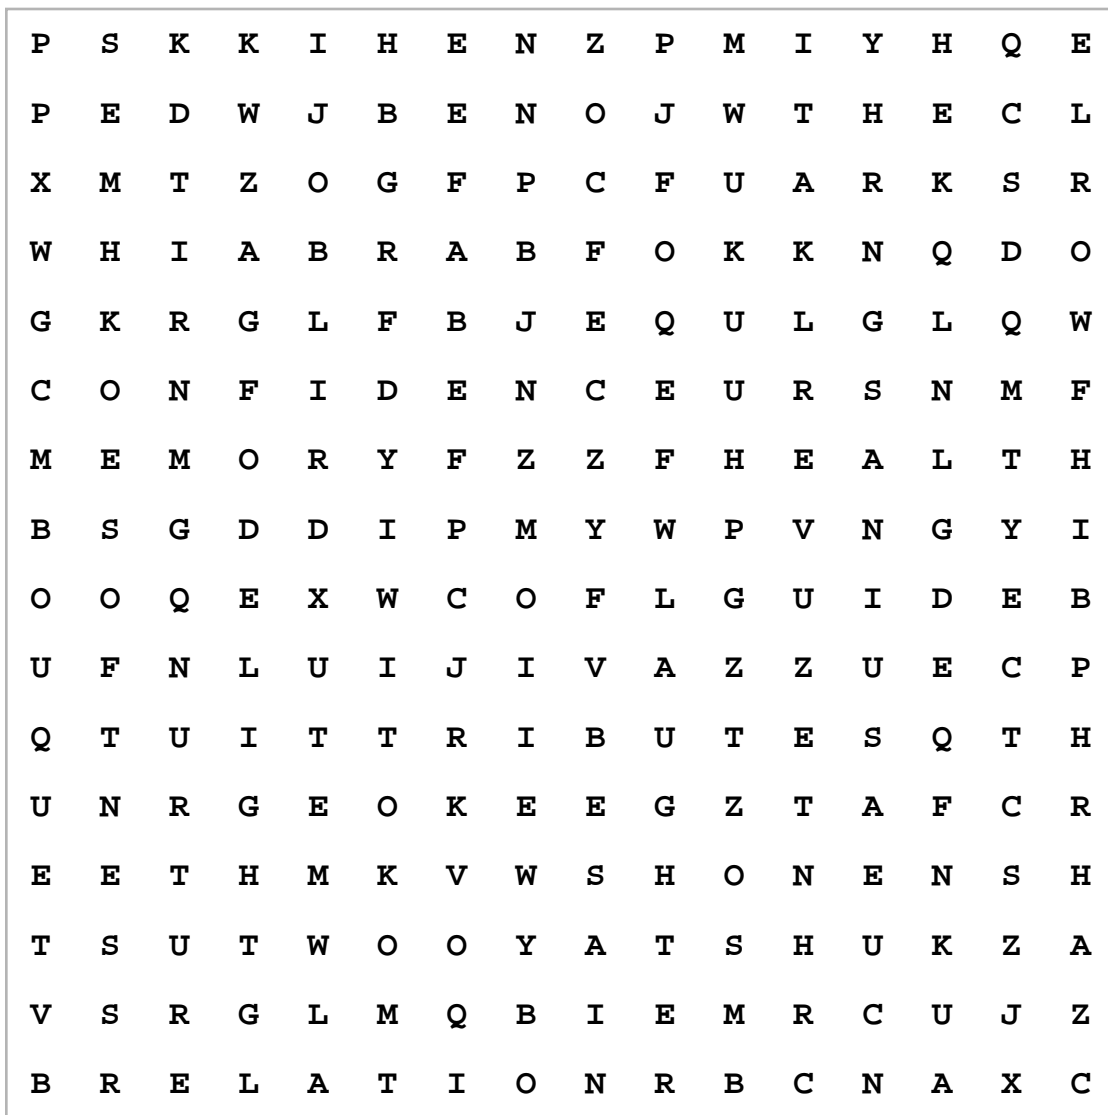 P S K K I H E N Z P M I Y H Q E
P E D W J B E N O J W T H E C L
X M T Z O G F P C F U A R K S R
W H I A B R A B F O K K N Q D O
G K R G L F B J E Q U L G L Q W
C O N F I D E N C E U R S N M F
M E M O R Y F Z Z F H E A L T H
B S G D D I P M Y W P V N G Y I
O O Q E X W C O F L G U I D E B
U F N L U I J I V A Z Z U E C P
Q T U I T T R I B U T E S Q T H
U N R G E O K E E G Z T A F C R
E E T H M K V W S H O N E N S H
T S U T W O O Y A T S H U K Z A
V S R G L M Q B I E M R C U J Z
B R E L A T I O N R B C N A X C